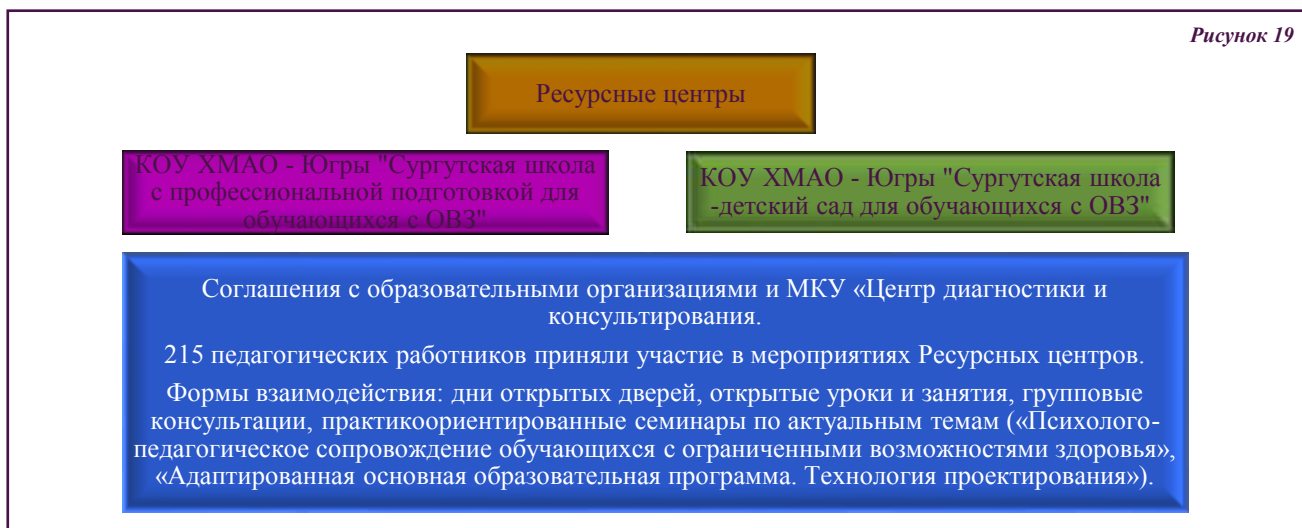 Рисунок 19
Ресурсные центры
КОУ ХМАО - Югры "Сургутская школа
с профессиональной подготовкой для
обучающихся с ОВЗ"
КОУ ХМАО - Югры "Сургутская школа
-детский сад для обучающихся с ОВЗ"
Соглашения с образовательными организациями и МКУ «Центр диагностики и
консультирования.
215 педагогических работников приняли участие в мероприятиях Ресурсных центров.
Формы взаимодействия: дни открытых дверей, открытые уроки и занятия, групповые
консультации, практикоориентированные семинары по актуальным темам («Психолого-
педагогическое сопровождение обучающихся с ограниченными возможностями здоровья»,
«Адаптированная основная образовательная программа. Технология проектирования»).